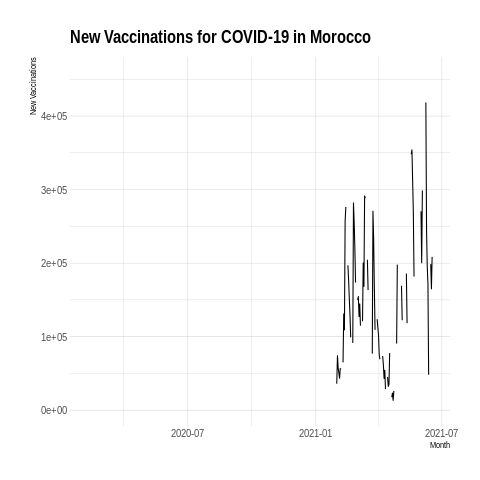 New Vaccinations for COVID-19 in Morocco
New Vaccinations
4e+05
3e+05
2e+05
1e+05
0e+00
2020-07
2021-01
2021-07
Month